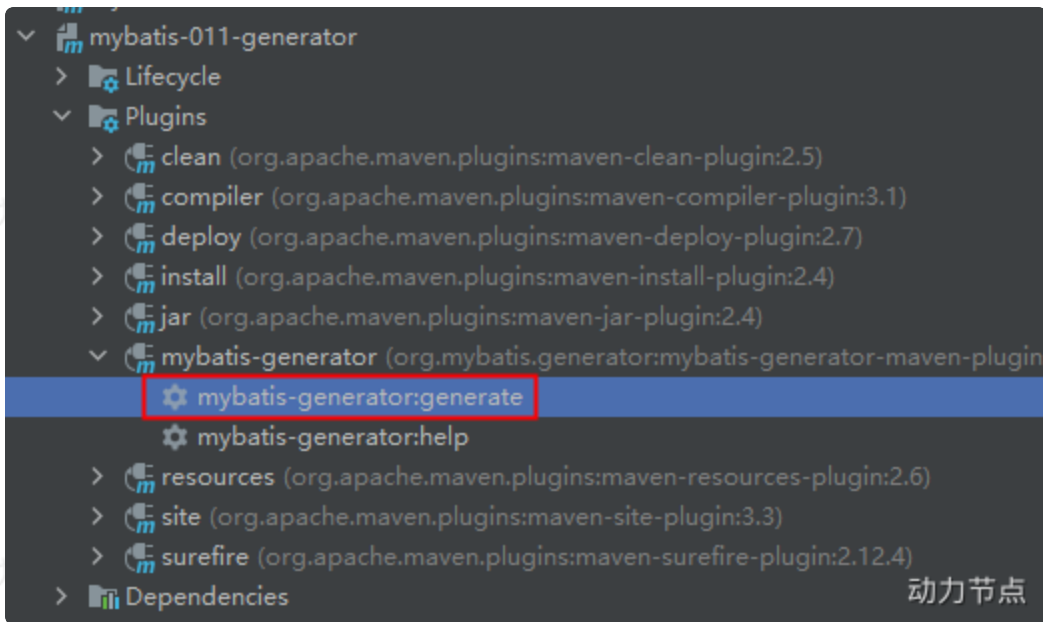 mybatis-011-generator
Lifecycle
Plugins
clean (org.apache.maven.plugins:maven-clean-plugin:2.5)
compiler (org.apache.maven.plugins:maven-compiler-plugin:3.1)
deploy (org.apache.maven.plugins:maven-deploy-plugin:2.7)
install (org.apache.maven.plugins:maven-install-plugin:2.4)
jar (org.apache.maven.plugins:maven-jar-plugin:2.4)
mybatis-generator (org.mybatis.generator:mybatis-generator-maven-plugin
mybatis-generator:generate
mybatis-generator:help
resources (org.apache.maven.plugins:maven-resources-plugin:2.6)
site (org.apache.maven.plugins:maven-site-plugin:3.3)
surefire (org.apache.maven.plugins:maven-surefire-plugin:2.12.4)
Dependencies
动力节点